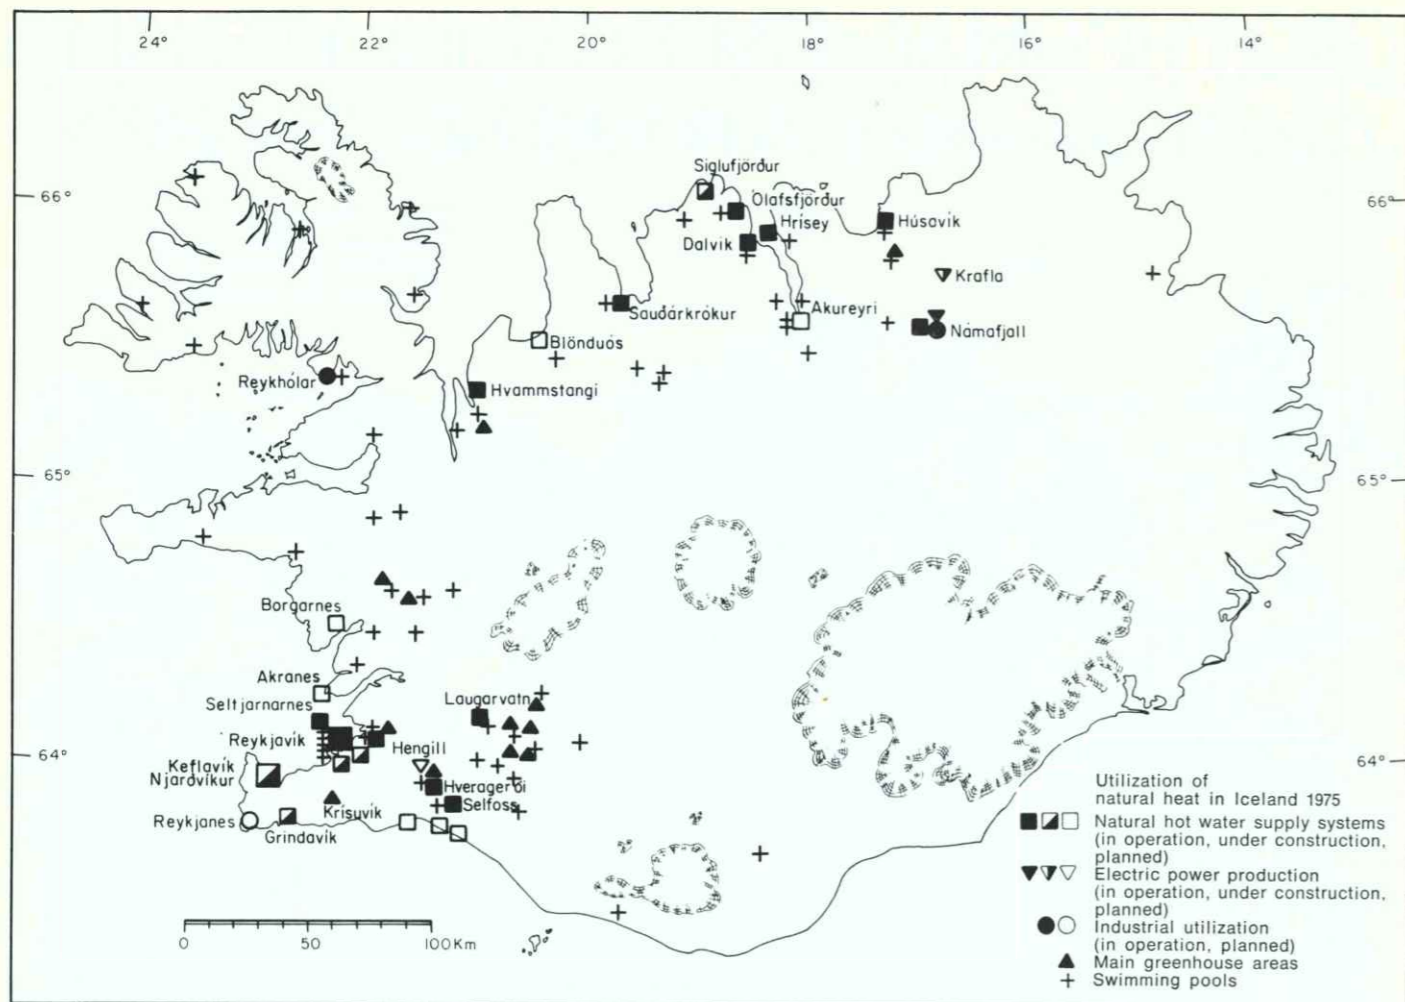 24°
22°
20°
18°
16°
14°
66°
66°
Siglufjörður
Olafsfjörður
Hrísey
Húsavík
Dalvík
Krafla
Sauðárkrókur
Akureyri
Námafjall
Blönduós
Reykhólar
Hvammstangi
65°
65°
Borgarnes
Akranes
Seltjarnarnes
Laugarvatn
Reykjavík
Hengill
64°
64°
Keflavík
Njarðvíkur
Hveragerði
Selfoss
Krísuvík
Reykjanes
Grindavík
0 50 100 Km
Utilization of
natural heat in Iceland 1975
Natural hot water supply systems
(in operation, under construction,
planned)
Electric power production
(in operation, under construction,
planned)
Industrial utilization
(in operation, planned)
Main greenhouse areas
Swimming pools